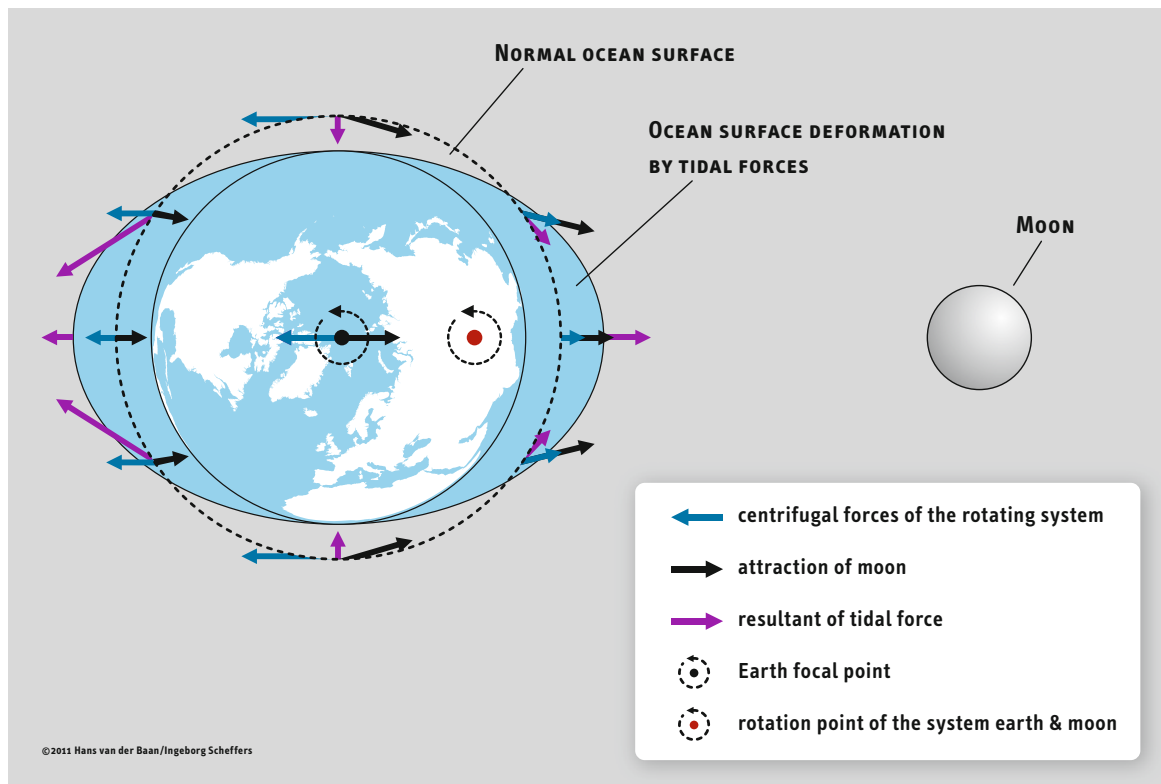 Normal ocean surface
Ocean surface deformation
by tidal forces
Moon
centrifugal forces of the rotating system
attraction of moon
resultant of tidal force
Earth focal point
rotation point of the system earth & moon
©2011 Hans van der Baan/Ingeborg Scheffers